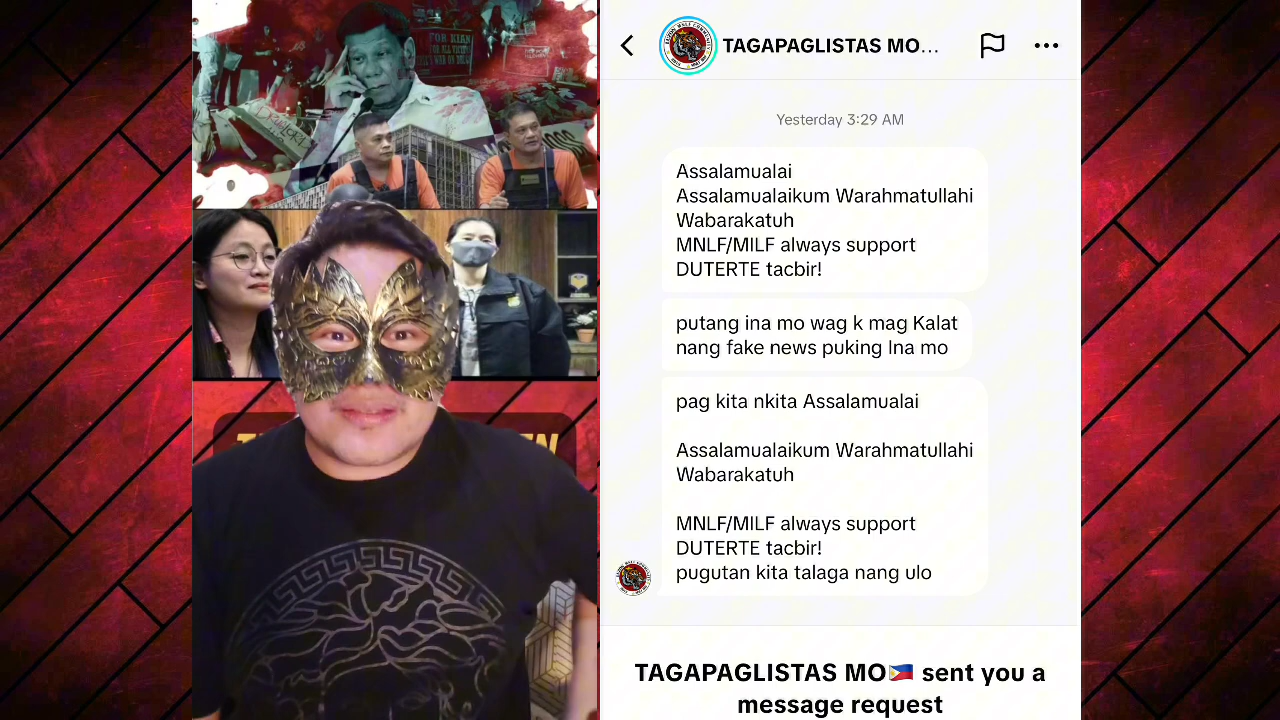 FOR KIAN
TAGAPAGLISTAS MO...
Yesterday 3:29 AM
Assalamualai
Assalamualaikum Warahmatullahi
Wabarakatuh
MNLF/MILF always support
DUTERTE tacbir!
putang ina mo wag k mag Kalat
nang fake news puking Ina mo
pag kita nkita Assalamualai
Assalamualaikum Warahmatullahi
Wabarakatuh
MNLF/MILF always support
DUTERTE tacbir!
pugutan kita talaga nang ulo
TAGAPAGLISTAS MO🇵🇭 sent you a
message request